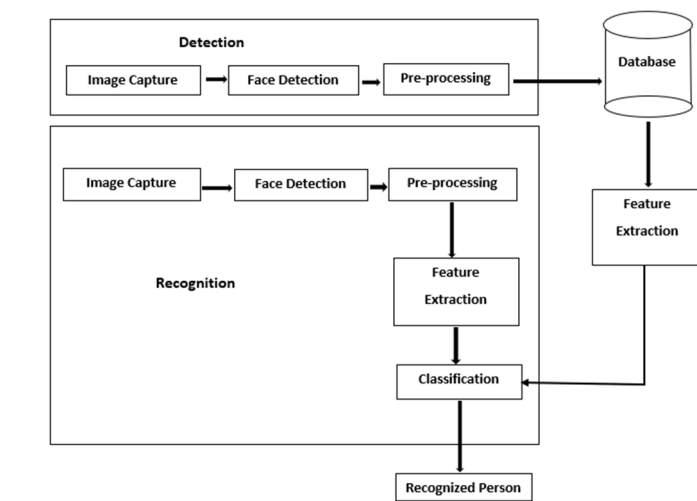 Detection
Image Capture
Face Detection
Pre-processing
Database
Image Capture
Face Detection
Pre-processing
Feature
Extraction
Recognition
Feature
Extraction
Classification
Recognized Person